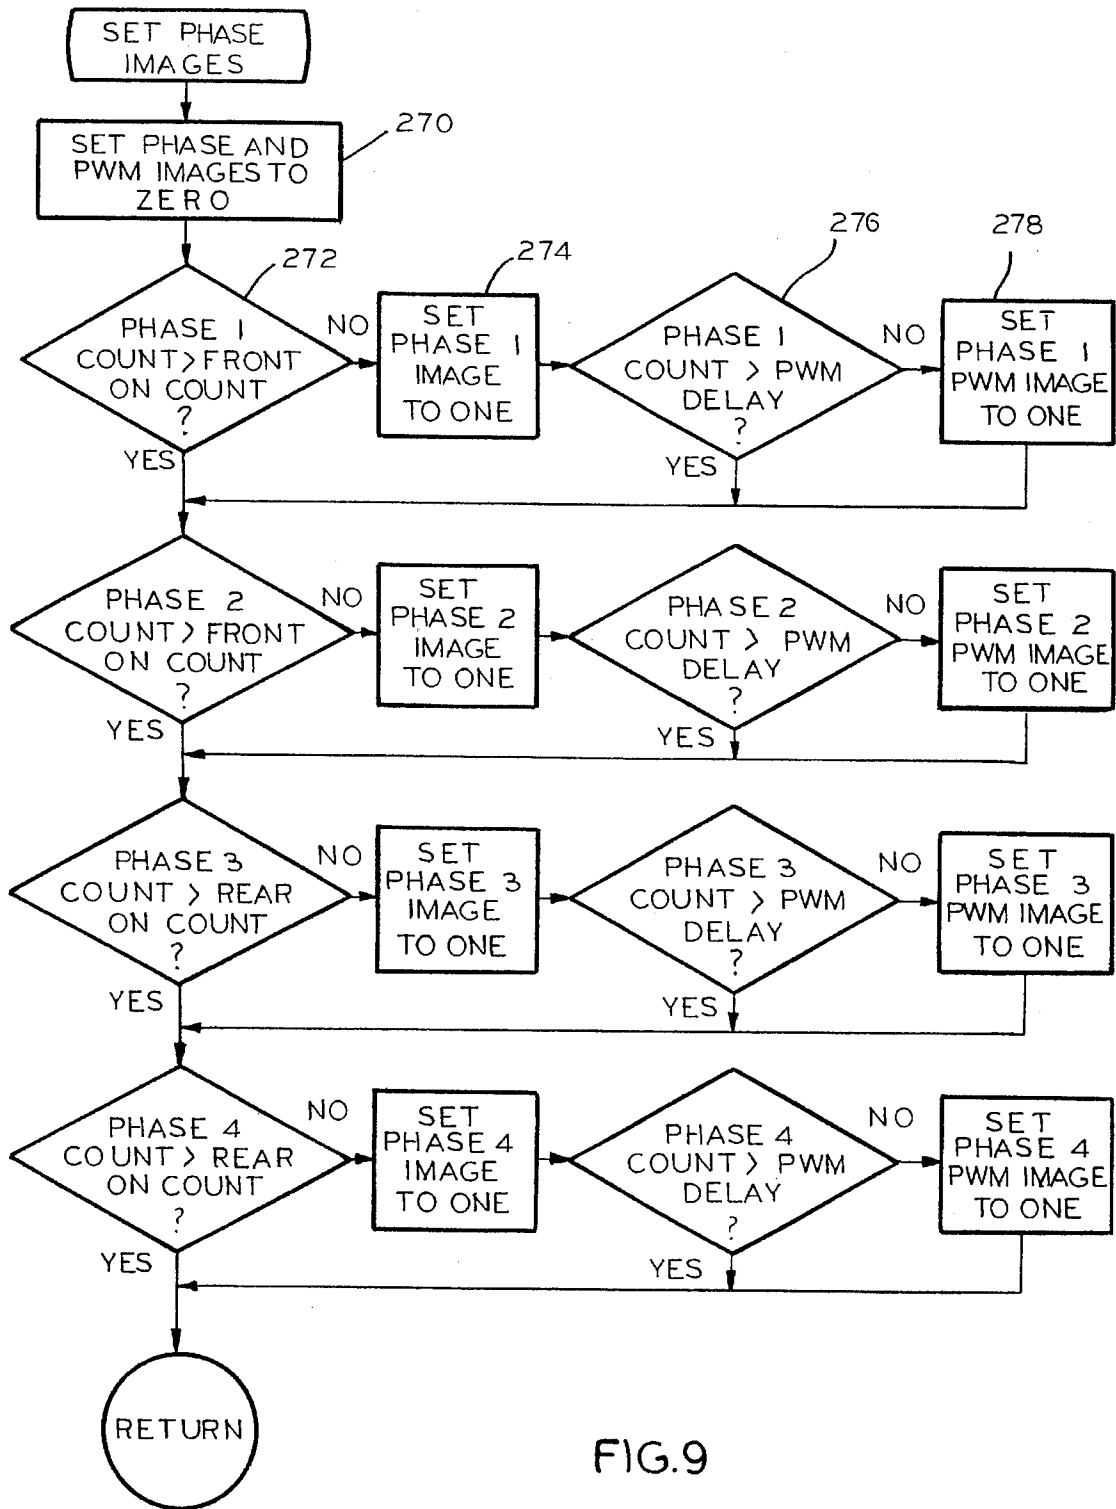 SET PHASE
IMAGES
270
SET PHASE AND
PWM IMAGES TO
ZERO
272
PHASE 1
COUNT > FRONT
ON COUNT
?
NO
YES
274
SET
PHASE 1
IMAGE
TO ONE
276
PHASE 1
COUNT > PWM
DELAY
?
NO
YES
278
SET
PHASE 1
PWM IMAGE
TO ONE
PHASE 2
COUNT > FRONT
ON COUNT
?
NO
YES
SET
PHASE 2
IMAGE
TO ONE
PHASE 2
COUNT > PWM
DELAY
?
NO
YES
SET
PHASE 2
PWM IMAGE
TO ONE
PHASE 3
COUNT > REAR
ON COUNT
?
NO
YES
SET
PHASE 3
IMAGE
TO ONE
PHASE 3
COUNT > PWM
DELAY
?
NO
YES
SET
PHASE 3
PWM IMAGE
TO ONE
PHASE 4
COUNT > REAR
ON COUNT
?
NO
YES
SET
PHASE 4
IMAGE
TO ONE
PHASE 4
COUNT > PWM
DELAY
?
NO
YES
SET
PHASE 4
PWM IMAGE
TO ONE
RETURN
FIG.9